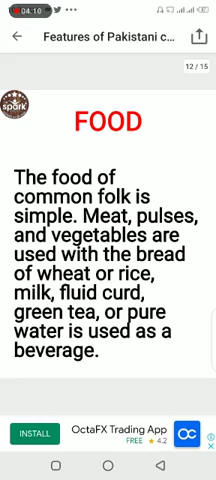 04:10
Features of Pakistani c...
12 / 15
spark
FOOD
The food of
common folk is
simple. Meat, pulses,
and vegetables are
used with the bread
of wheat or rice,
milk, fluid curd,
green tea, or pure
water is used as a
beverage.
INSTALL
OctaFX Trading App
FREE ★ 4.2